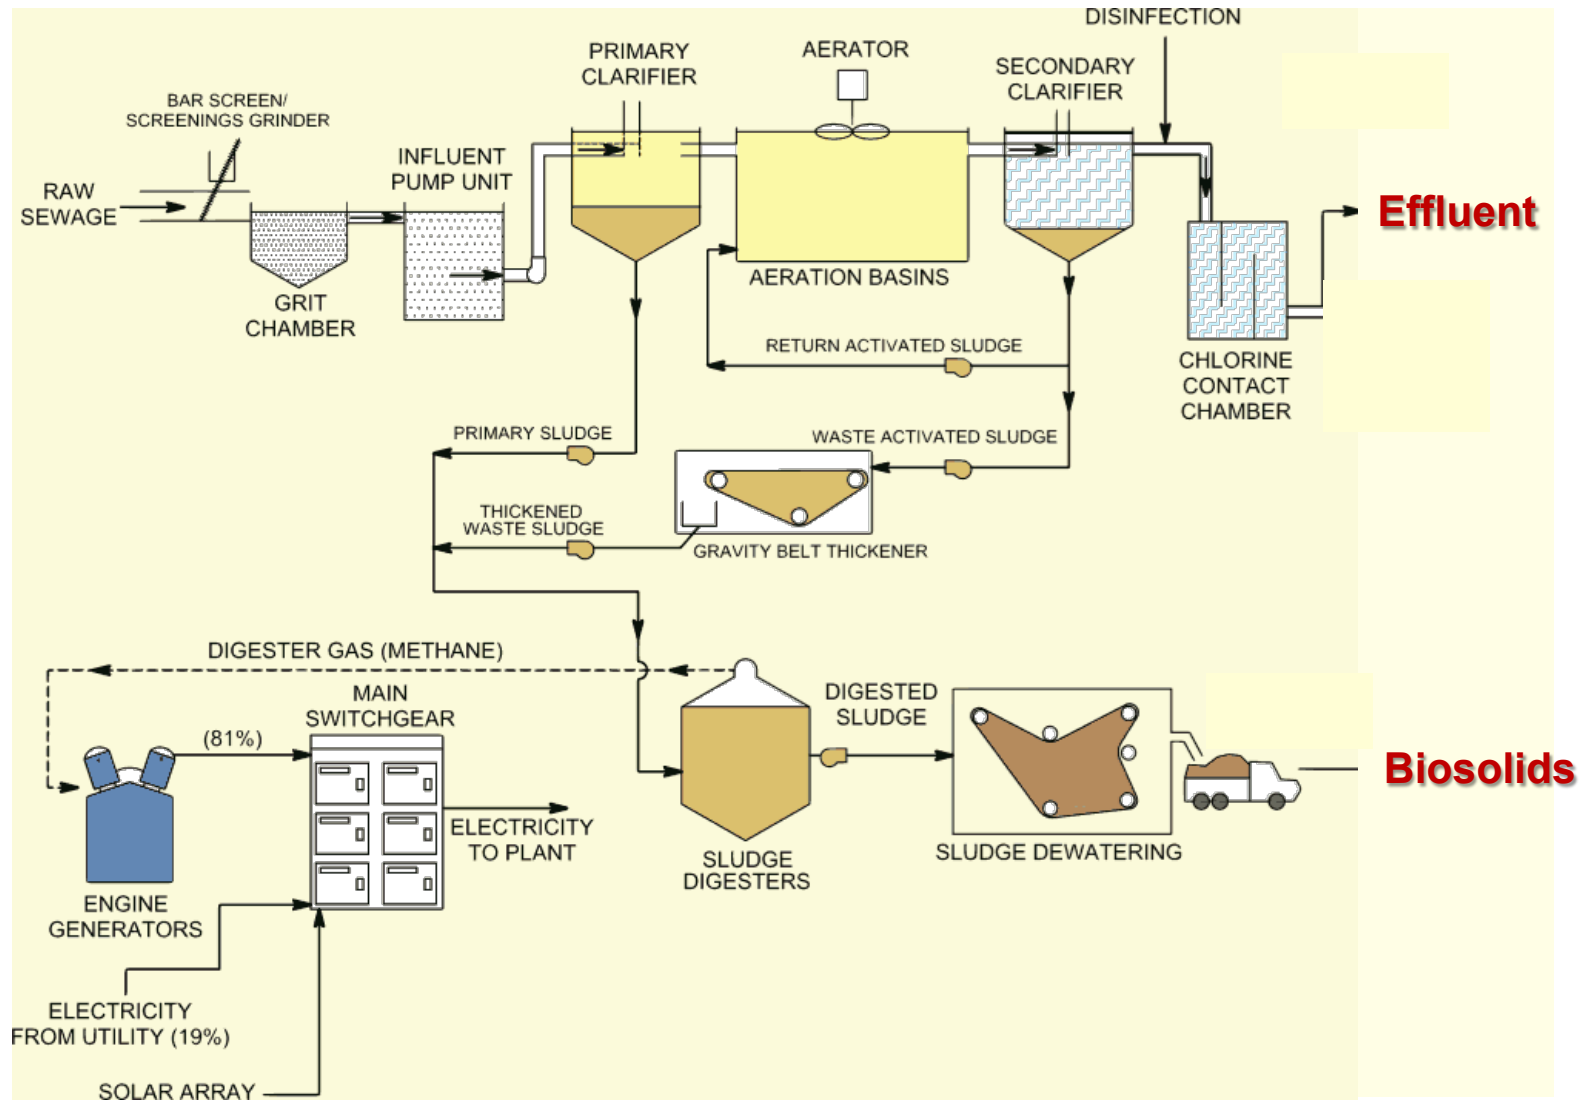 DISINFECTION
PRIMARY
CLARIFIER
AERATOR
SECONDARY
CLARIFIER
BAR SCREEN/
SCREENINGS GRINDER
INFLUENT
PUMP UNIT
RAW
SEWAGE
Effluent
GRIT
CHAMBER
AERATION BASINS
RETURN ACTIVATED SLUDGE
CHLORINE
CONTACT
CHAMBER
PRIMARY SLUDGE
WASTE ACTIVATED SLUDGE
THICKENED
WASTE SLUDGE
GRAVITY BELT THICKENER
DIGESTER GAS (METHANE)
MAIN
SWITCHGEAR
(81%)
DIGESTED
SLUDGE
Biosolids
ELECTRICITY
TO PLANT
SLUDGE
DIGESTERS
SLUDGE DEWATERING
ENGINE
GENERATORS
ELECTRICITY
FROM UTILITY (19%)
SOLAR ARRAY